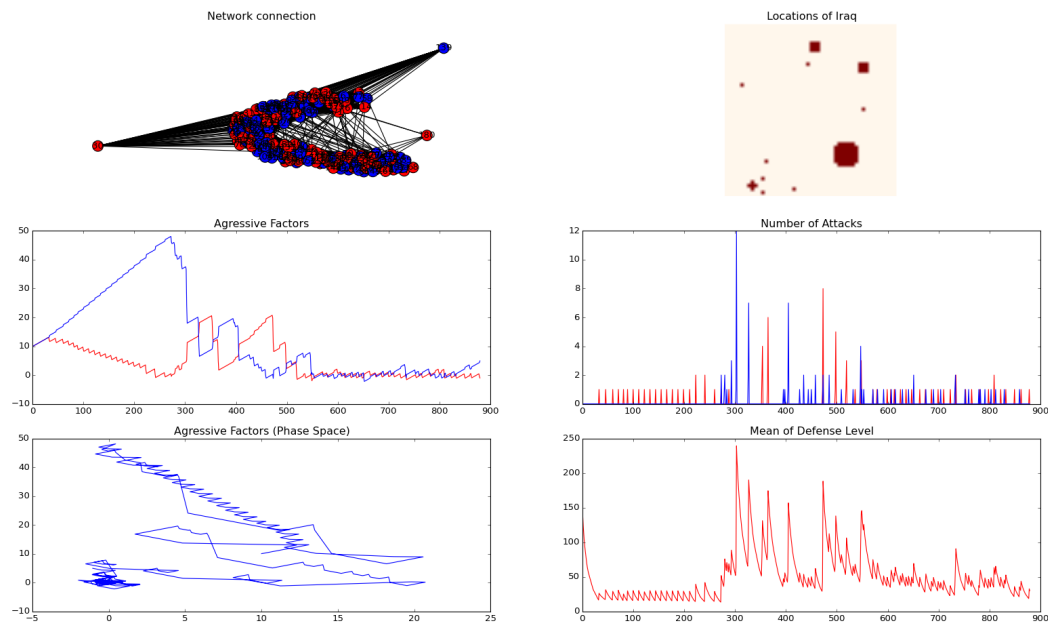 Network connection
Locations of Iraq
Agressive Factors
50
40
30
20
10
0
−10
0 100 200 300 400 500 600 700 800 900
Number of Attacks
12
10
8
6
4
2
0
0 100 200 300 400 500 600 700 800 900
Agressive Factors (Phase Space)
50
40
30
20
10
0
−10
−5 0 5 10 15 20 25
Mean of Defense Level
250
200
150
100
50
0
0 100 200 300 400 500 600 700 800 900